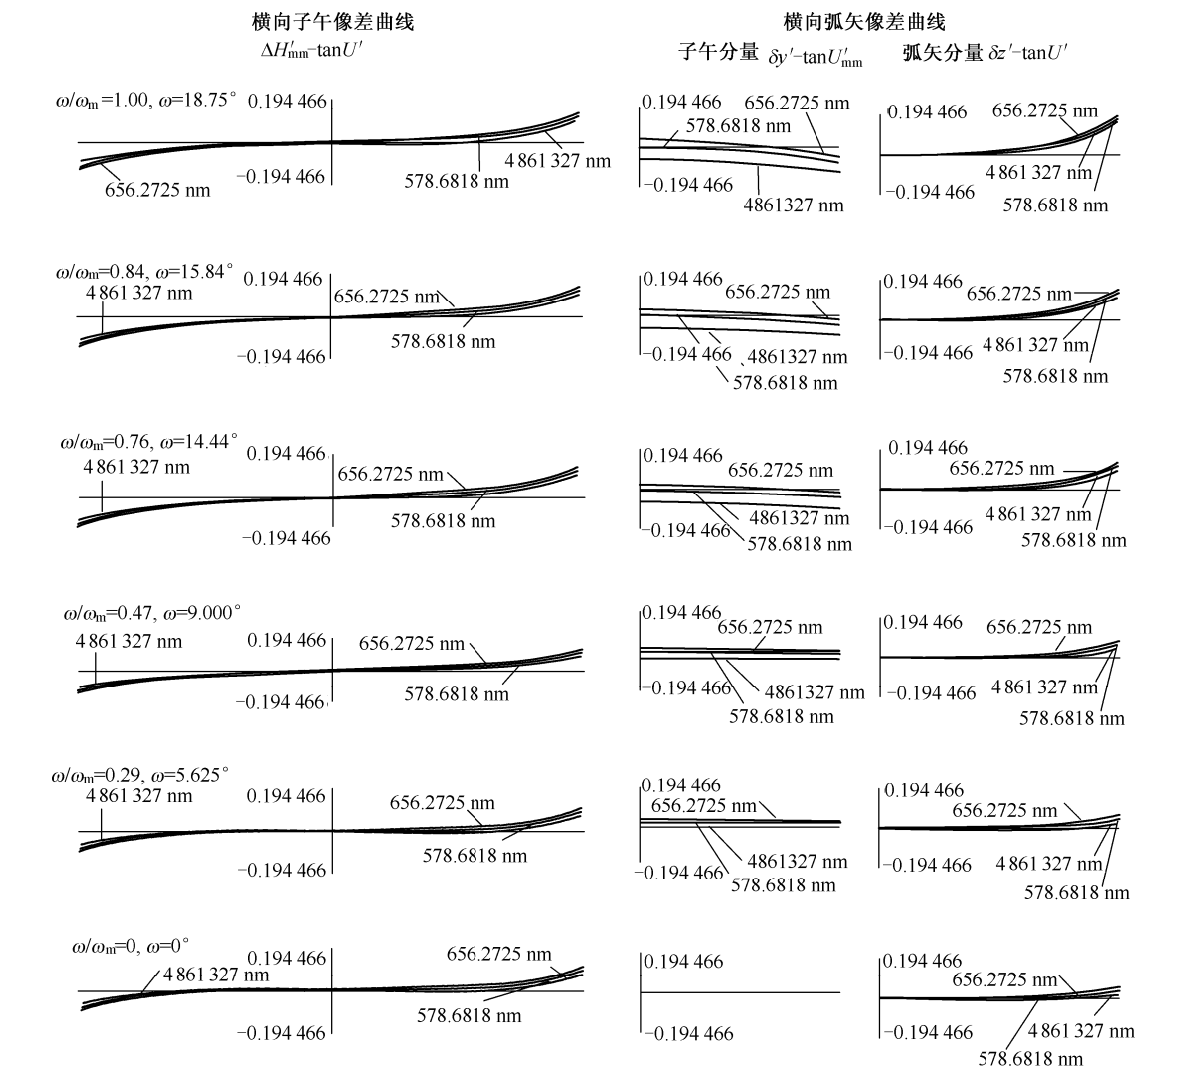 横向子午像差曲线
ΔH′mm-tanU′
横向弧矢像差曲线
子午分量 δy′-tanU′mm
弧矢分量 δz′-tanU′
ω/ωm=1.00, ω=18.75°
0.194 466
-0.194 466
656.2725 nm
578.6818 nm
4 861 327 nm
0.194 466
656.2725 nm
578.6818 nm
-0.194 466
4861327 nm
0.194 466
656.2725 nm
4 861 327 nm
-0.194 466
578.6818 nm
ω/ωm=0.84, ω=15.84°
4 861 327 nm
0.194 466
656.2725 nm
578.6818 nm
-0.194 466
0.194 466
656.2725 nm
-0.194 466
4861327 nm
578.6818 nm
0.194 466
656.2725 nm
4 861 327 nm
-0.194 466
578.6818 nm
ω/ωm=0.76, ω=14.44°
4 861 327 nm
0.194 466
656.2725 nm
578.6818 nm
-0.194 466
0.194 466
656.2725 nm
4861327 nm
-0.194 466
578.6818 nm
0.194 466
656.2725 nm
4 861 327 nm
-0.194 466
578.6818 nm
ω/ωm=0.47, ω=9.000°
4 861 327 nm
0.194 466
656.2725 nm
578.6818 nm
-0.194 466
0.194 466
656.2725 nm
-0.194 466
4861327 nm
578.6818 nm
0.194 466
656.2725 nm
-0.194 466
4 861 327 nm
578.6818 nm
ω/ωm=0.29, ω=5.625°
4 861 327 nm
0.194 466
656.2725 nm
578.6818 nm
-0.194 466
0.194 466
656.2725 nm
4861327 nm
-0.194 466
578.6818 nm
0.194 466
656.2725 nm
-0.194 466
4 861 327 nm
578.6818 nm
ω/ωm=0, ω=0°
0.194 466
656.2725 nm
4 861 327 nm
578.6818 nm
-0.194 466
0.194 466
-0.194 466
0.194 466
656.2725 nm
-0.194 466
4 861 327 nm
578.6818 nm